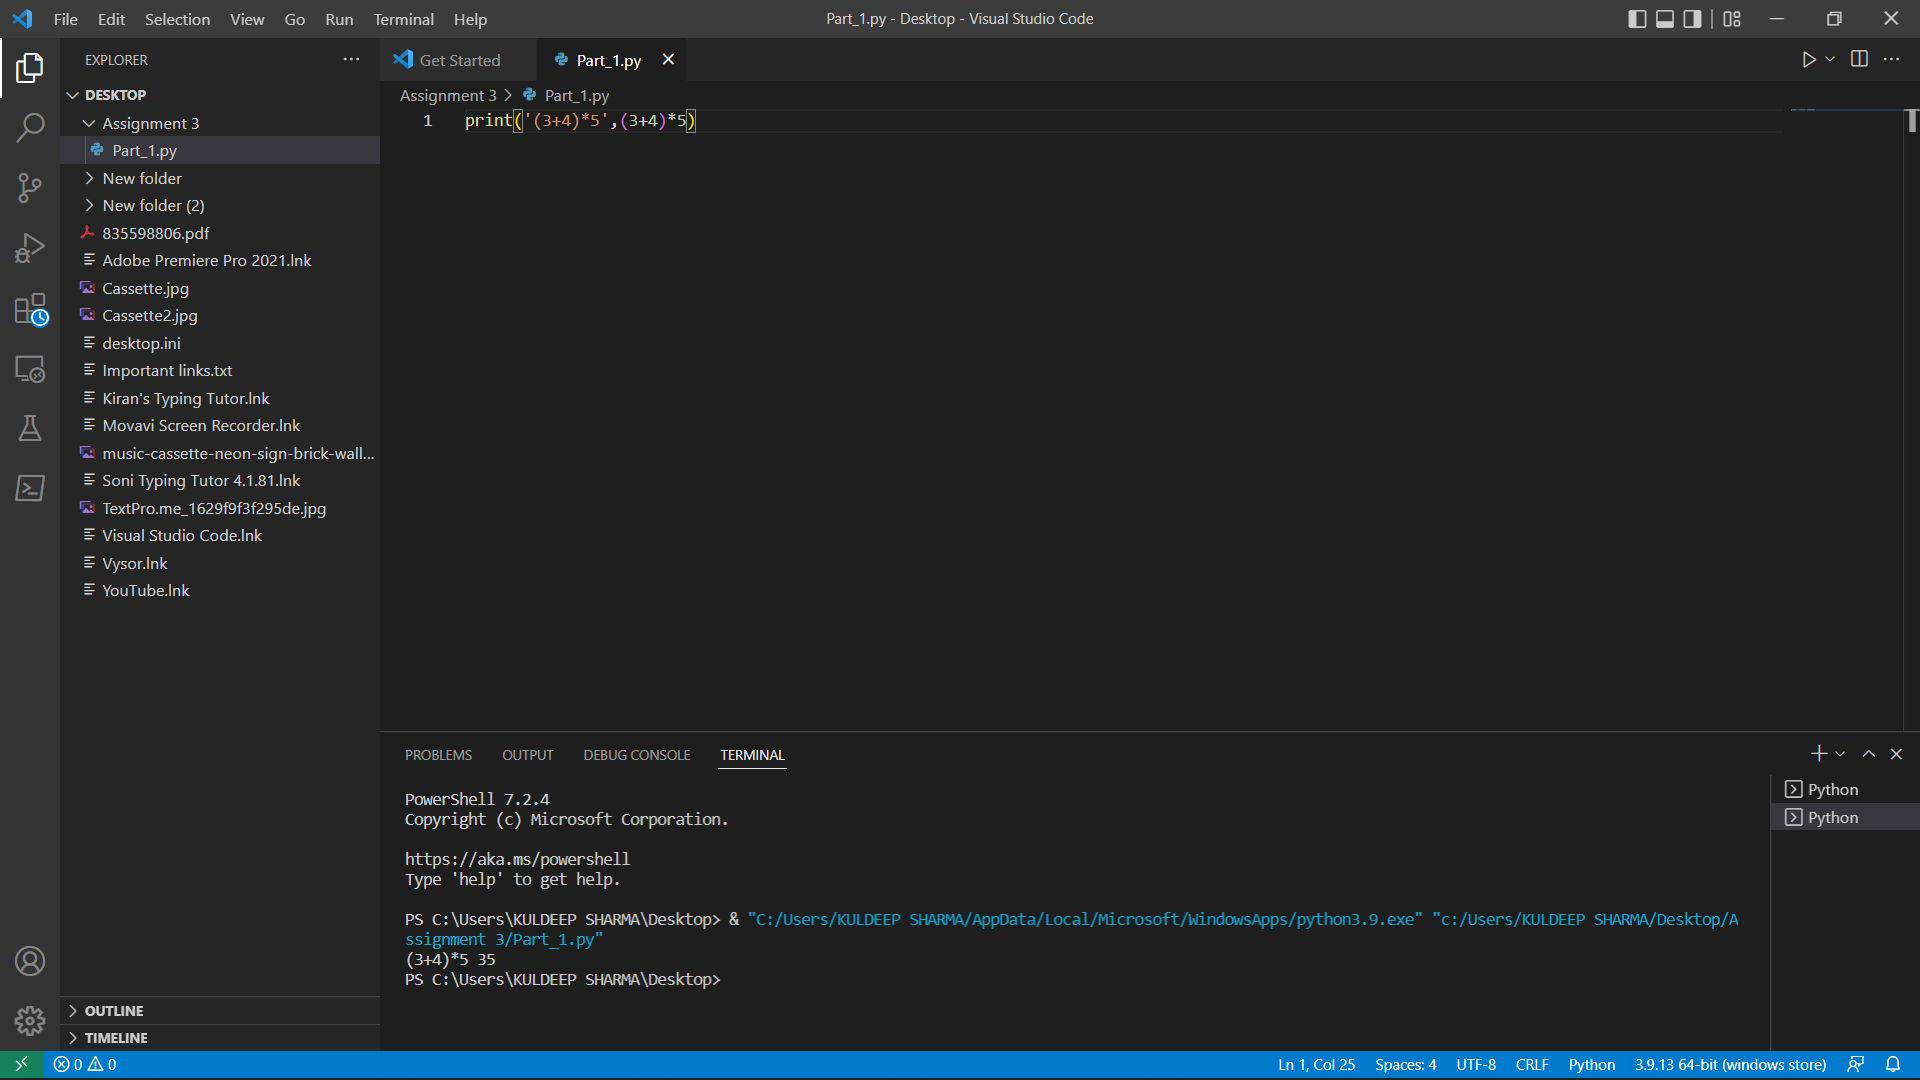 File Edit Selection View Go Run Terminal Help
Part_1.py - Desktop - Visual Studio Code
EXPLORER
DESKTOP
Assignment 3
Part_1.py
New folder
New folder (2)
835598806.pdf
Adobe Premiere Pro 2021.lnk
Cassette.jpg
Cassette2.jpg
desktop.ini
Important links.txt
Kiran's Typing Tutor.lnk
Movavi Screen Recorder.lnk
music-cassette-neon-sign-brick-wall...
Soni Typing Tutor 4.1.81.lnk
TextPro.me_1629f9f3f295de.jpg
Visual Studio Code.lnk
Vysor.lnk
YouTube.lnk
OUTLINE
TIMELINE
Get Started Part_1.py
Assignment 3 > Part_1.py
1 print('(3+4)*5',(3+4)*5)
PROBLEMS OUTPUT DEBUG CONSOLE TERMINAL
PowerShell 7.2.4
Copyright (c) Microsoft Corporation.
https://aka.ms/powershell
Type 'help' to get help.
PS C:\Users\KULDEEP SHARMA\Desktop> & "C:/Users/KULDEEP SHARMA/AppData/Local/Microsoft/WindowsApps/python3.9.exe" "c:/Users/KULDEEP SHARMA/Desktop/A
ssignment 3/Part_1.py"
(3+4)*5 35
PS C:\Users\KULDEEP SHARMA\Desktop>
Python
Python
0 0
Ln 1, Col 25 Spaces: 4 UTF-8 CRLF Python 3.9.13 64-bit (windows store)